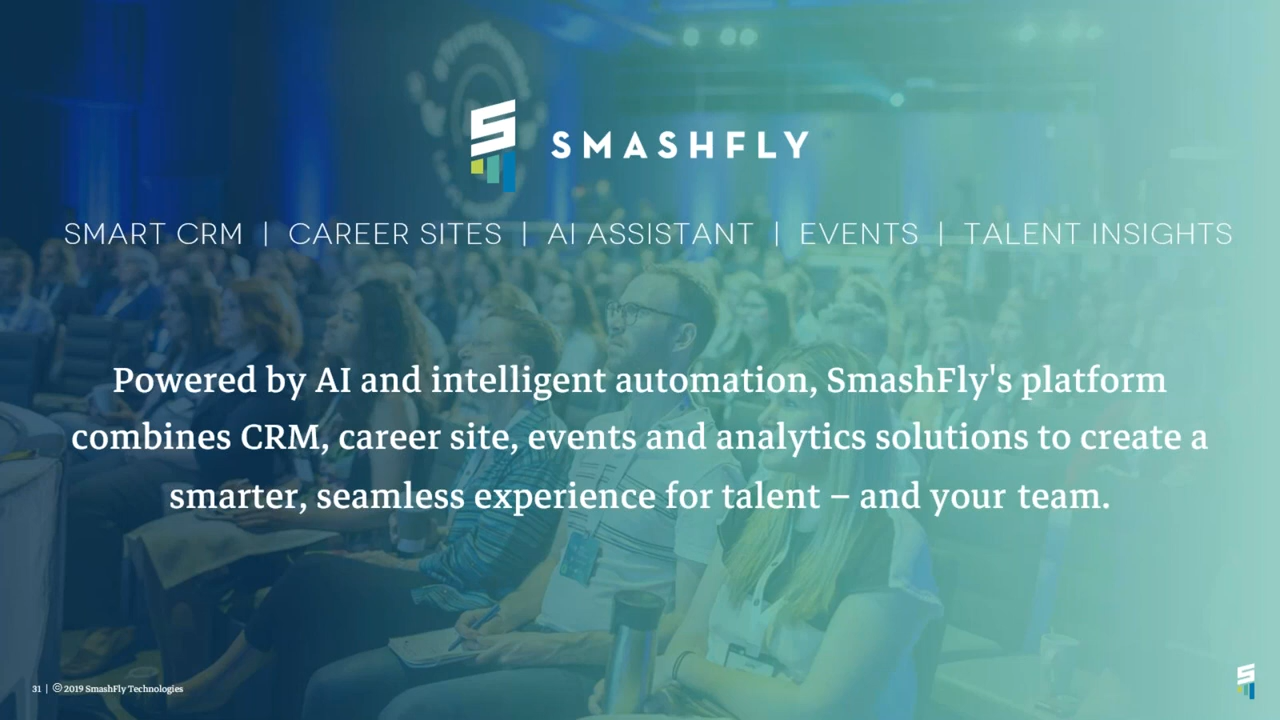 SMASHFLY
SMART CRM | CAREER SITES | AI ASSISTANT | EVENTS | TALENT INSIGHTS
Powered by AI and intelligent automation, SmashFly's platform
combines CRM, career site, events and analytics solutions to create a
smarter, seamless experience for talent – and your team.
31 | © 2019 SmashFly Technologies